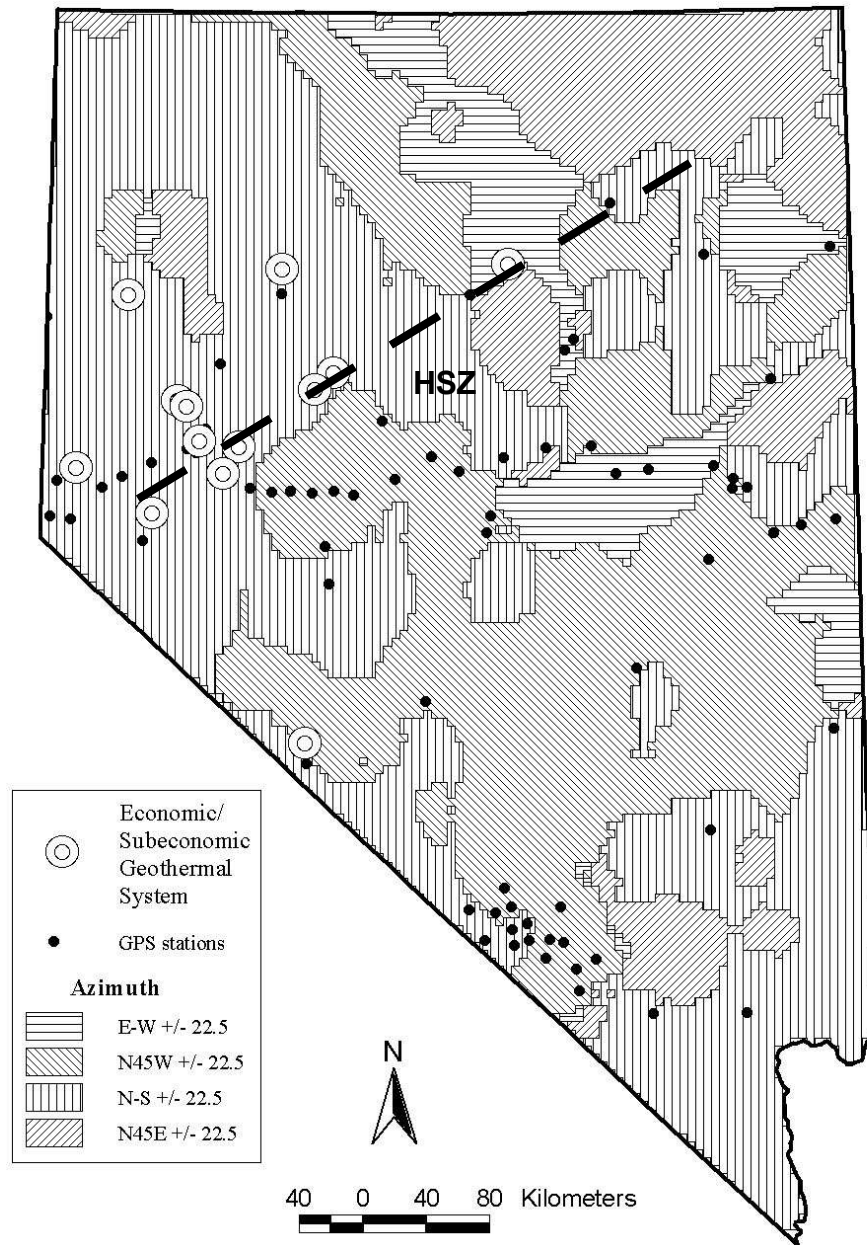 HSZ
Economic/
Subeconomic
Geothermal
System
GPS stations
Azimuth
E-W +/- 22.5
N45W +/- 22.5
N-S +/- 22.5
N45E +/- 22.5
N
40 0 40 80 Kilometers